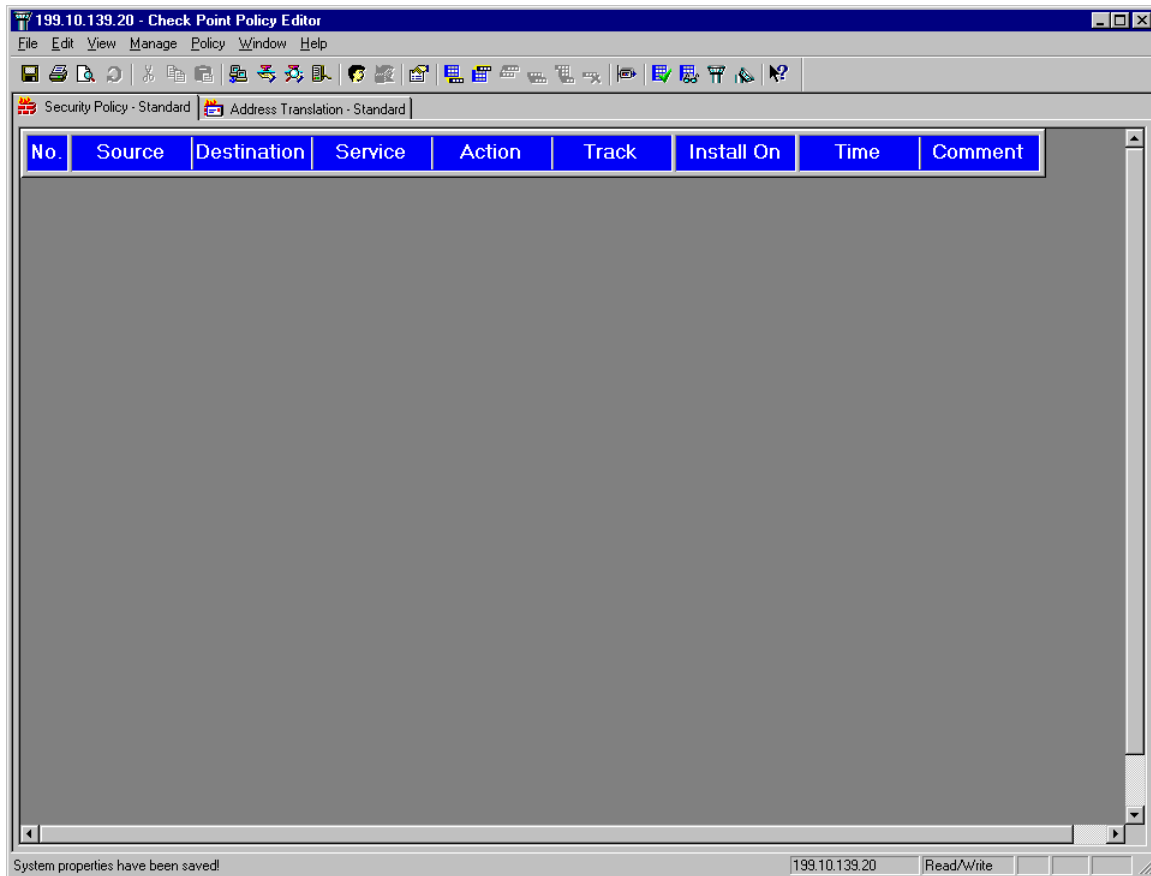 199.10.139.20 - Check Point Policy Editor
File Edit View Manage Policy Window Help
Security Policy - Standard Address Translation - Standard
No. Source Destination Service Action Track Install On Time Comment
System properties have been saved! 199.10.139.20 Read/Write